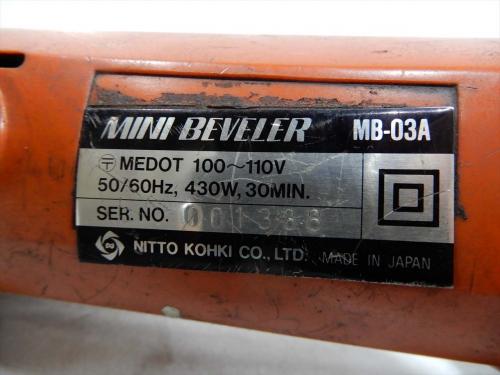 MINI BEVELER MB-03A
〒 MEDOT 100~110V
50/60Hz, 430W, 30MIN.
SER. NO. 001386
NITTO KOHKI CO., LTD. MADE IN JAPAN